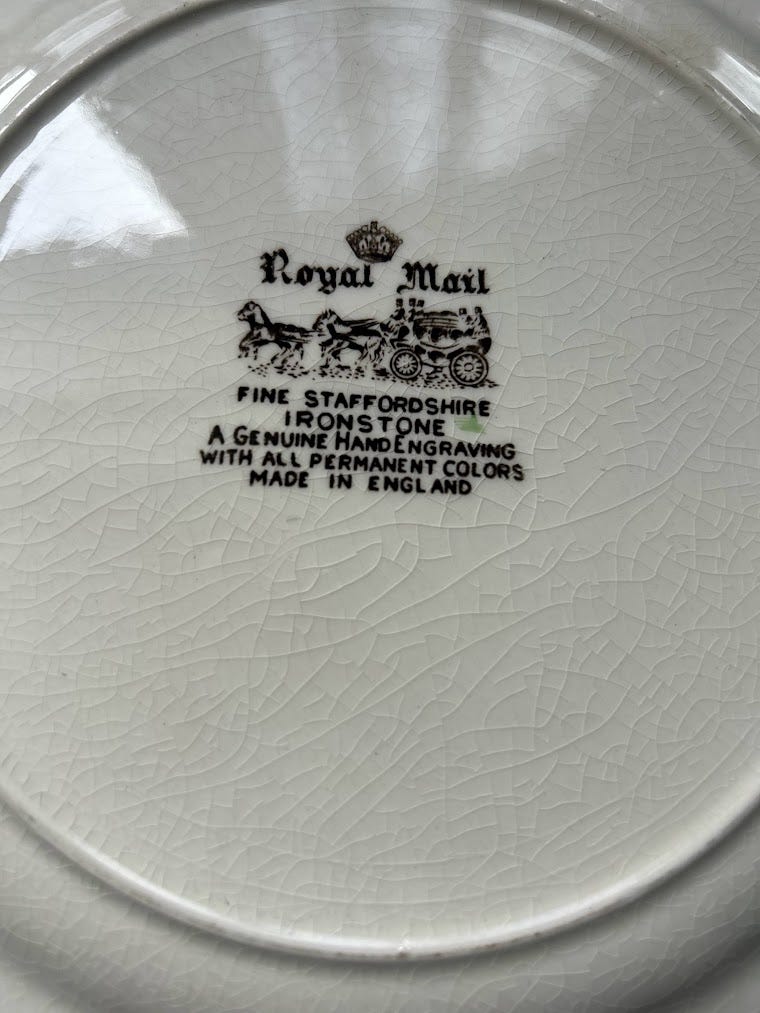 Royal Mail
FINE STAFFORDSHIRE
IRONSTONE
A GENUINE HAND ENGRAVING
WITH ALL PERMANENT COLORS
MADE IN ENGLAND